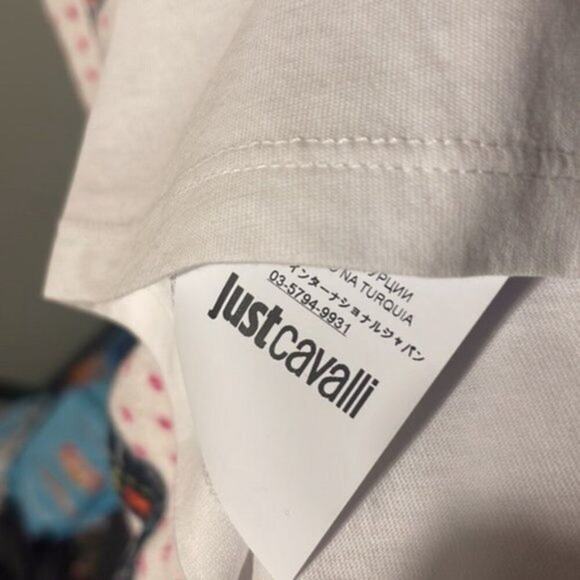 РЦИИ
NA TURQUIA
インターナショナルジャパン
03-5794-9931
justcavalli